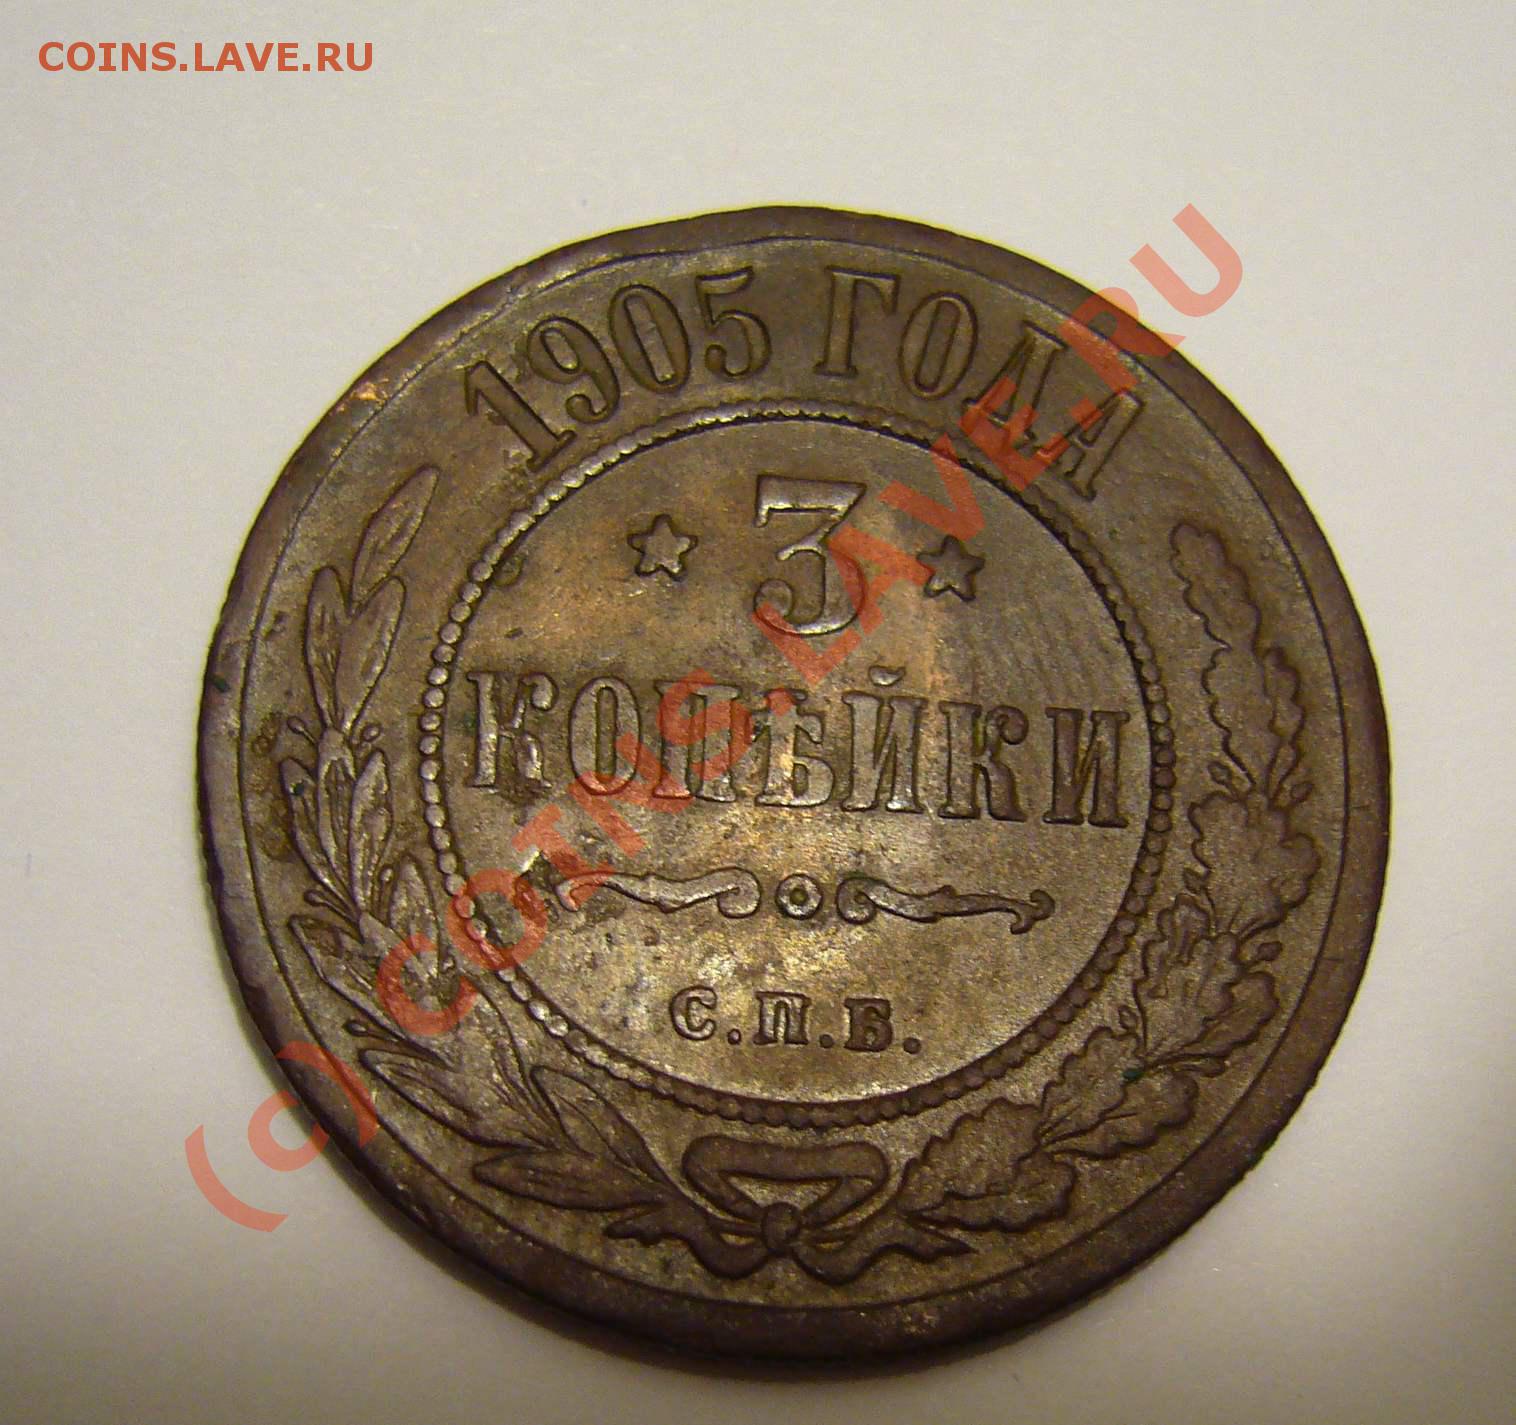 COINS.LAVE.RU
1905 ГОДА
3
КОПѢЙКИ
С.П.Б.
(c) COINS.LAVE.RU